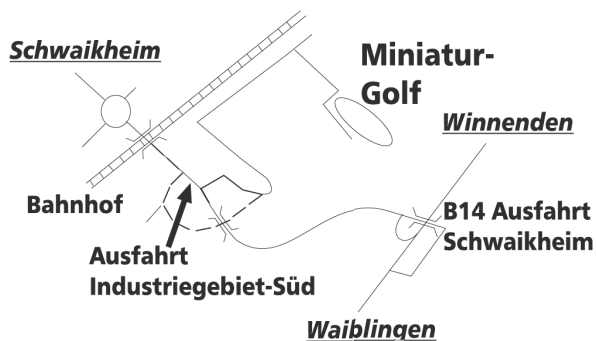 Schwaikheim
Miniatur-
Golf
Winnenden
Bahnhof
B14 Ausfahrt
Schwaikheim
Ausfahrt
Industriegebiet-Süd
Waiblingen